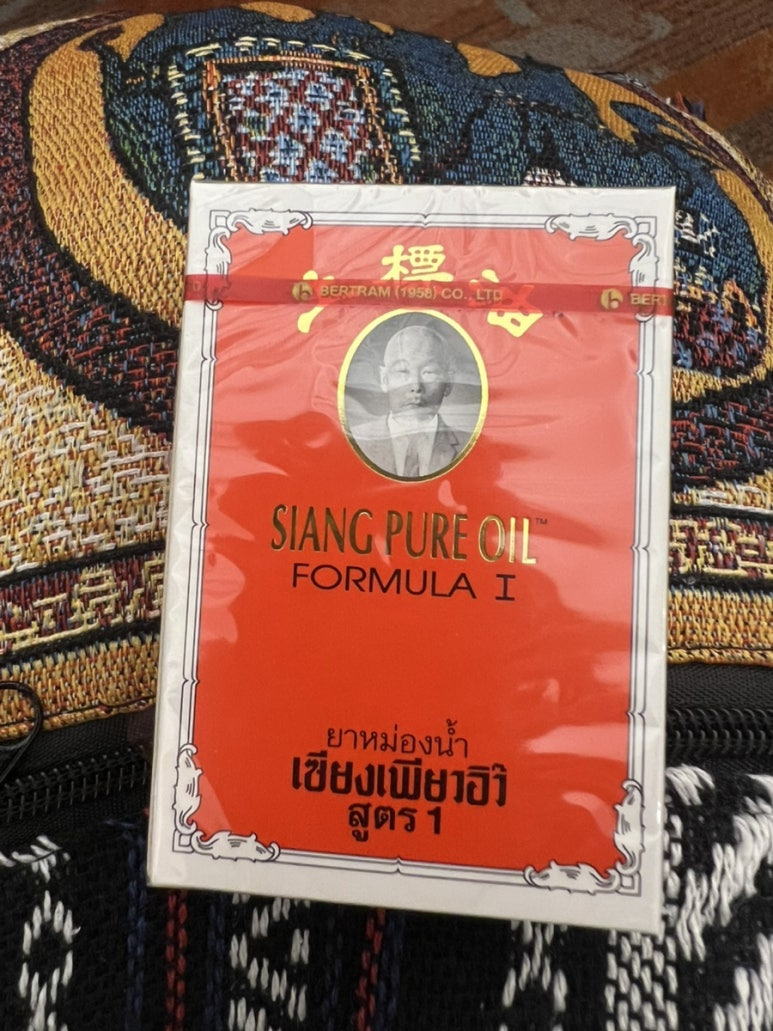 標
BERTRAM (1958) CO., LTD
BERT
SIANG PURE OIL™
FORMULA I
ยาหม่องน้ำ
เซียงเพียวอิ๊ว
สูตร 1